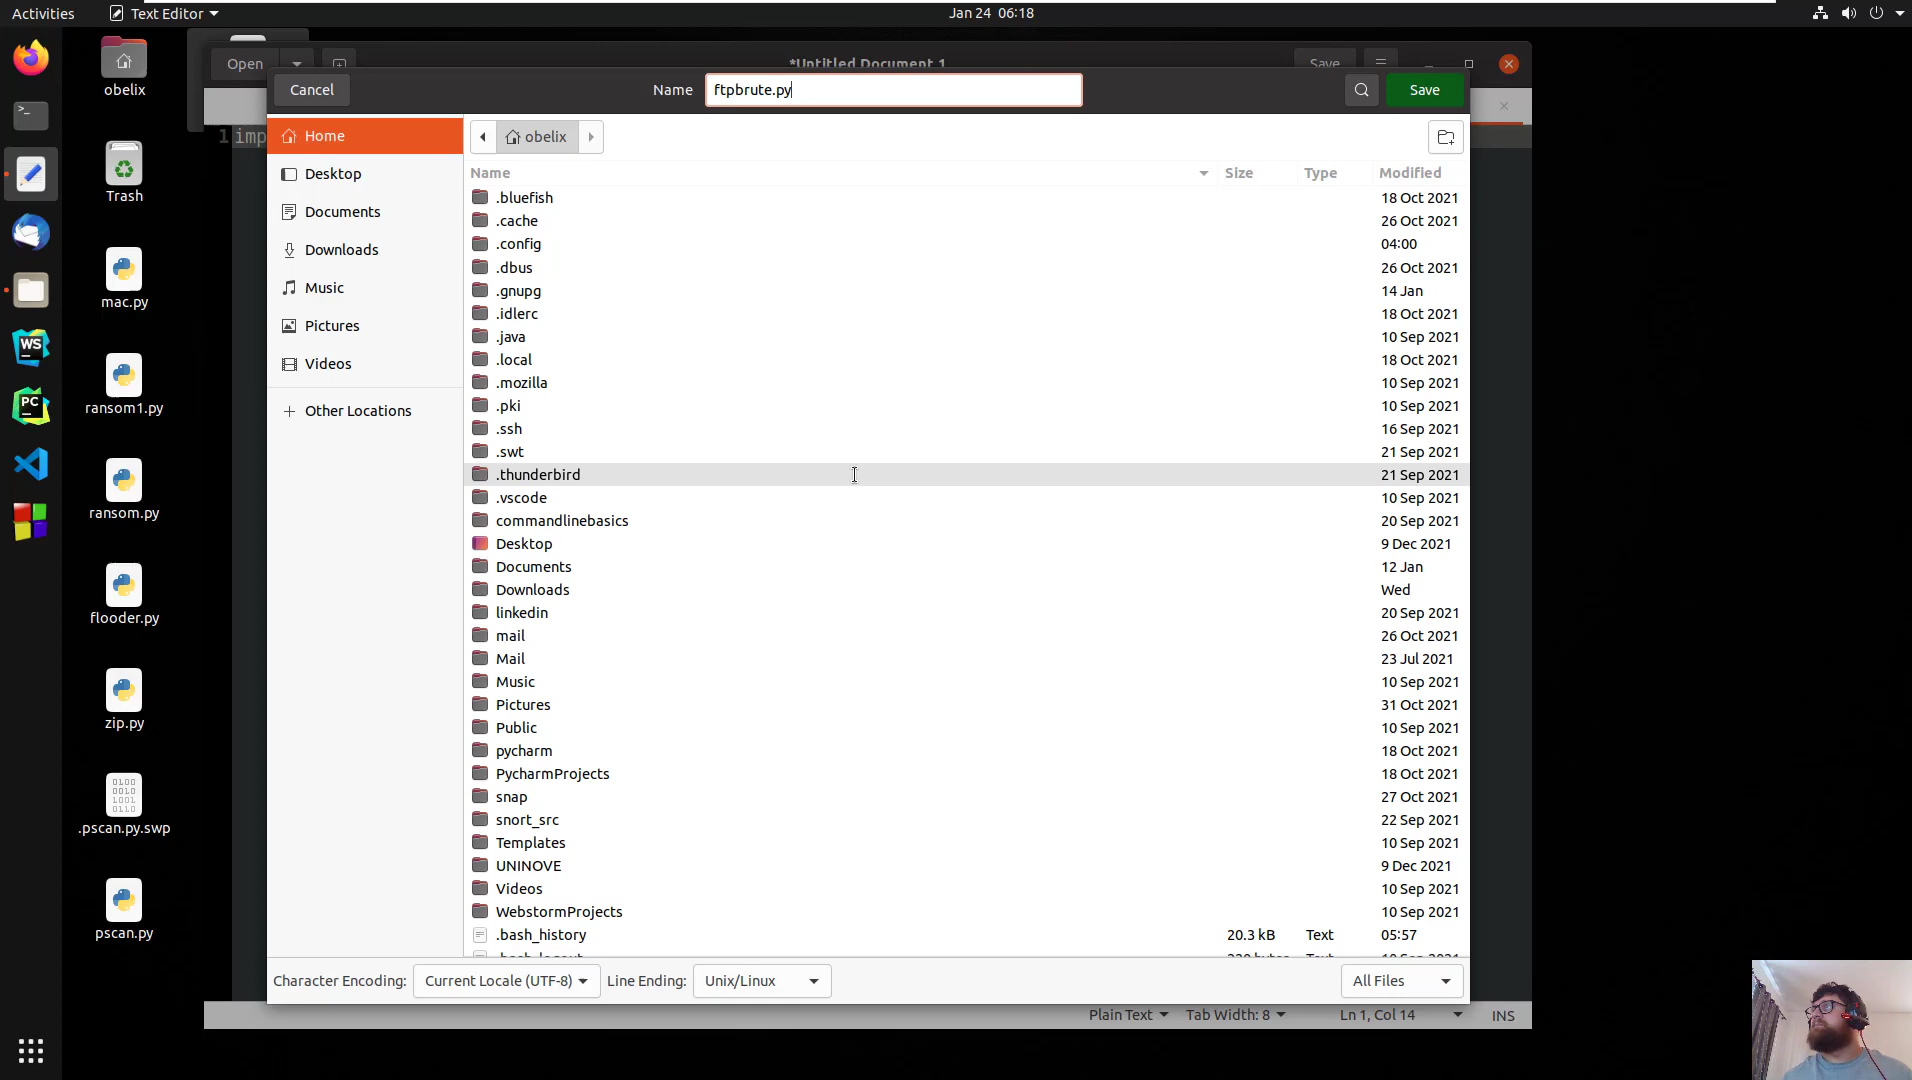 Activities
Text Editor
Jan 24 06:18
obelix
Trash
mac.py
ransom1.py
ransom.py
flooder.py
zip.py
0100
0010
1001
0110
.pscan.py.swp
pscan.py
WS
PC
Open
*Untitled Document 1
Save
Cancel
Name
ftpbrute.py
Save
1 imp
Home
Desktop
Documents
Downloads
Music
Pictures
Videos
Other Locations
obelix
Name Size Type Modified
.bluefish 18 Oct 2021
.cache 26 Oct 2021
.config 04:00
.dbus 26 Oct 2021
.gnupg 14 Jan
.idlerc 18 Oct 2021
.java 10 Sep 2021
.local 18 Oct 2021
.mozilla 10 Sep 2021
.pki 10 Sep 2021
.ssh 16 Sep 2021
.swt 21 Sep 2021
.thunderbird 21 Sep 2021
.vscode 10 Sep 2021
commandlinebasics 20 Sep 2021
Desktop 9 Dec 2021
Documents 12 Jan
Downloads Wed
linkedin 20 Sep 2021
mail 26 Oct 2021
Mail 23 Jul 2021
Music 10 Sep 2021
Pictures 31 Oct 2021
Public 10 Sep 2021
pycharm 18 Oct 2021
PycharmProjects 18 Oct 2021
snap 27 Oct 2021
snort_src 22 Sep 2021
Templates 10 Sep 2021
UNINOVE 9 Dec 2021
Videos 10 Sep 2021
WebstormProjects 10 Sep 2021
.bash_history 20.3 kB Text 05:57
Character Encoding: Current Locale (UTF-8) Line Ending: Unix/Linux All Files
Plain Text Tab Width: 8 Ln 1, Col 14 INS